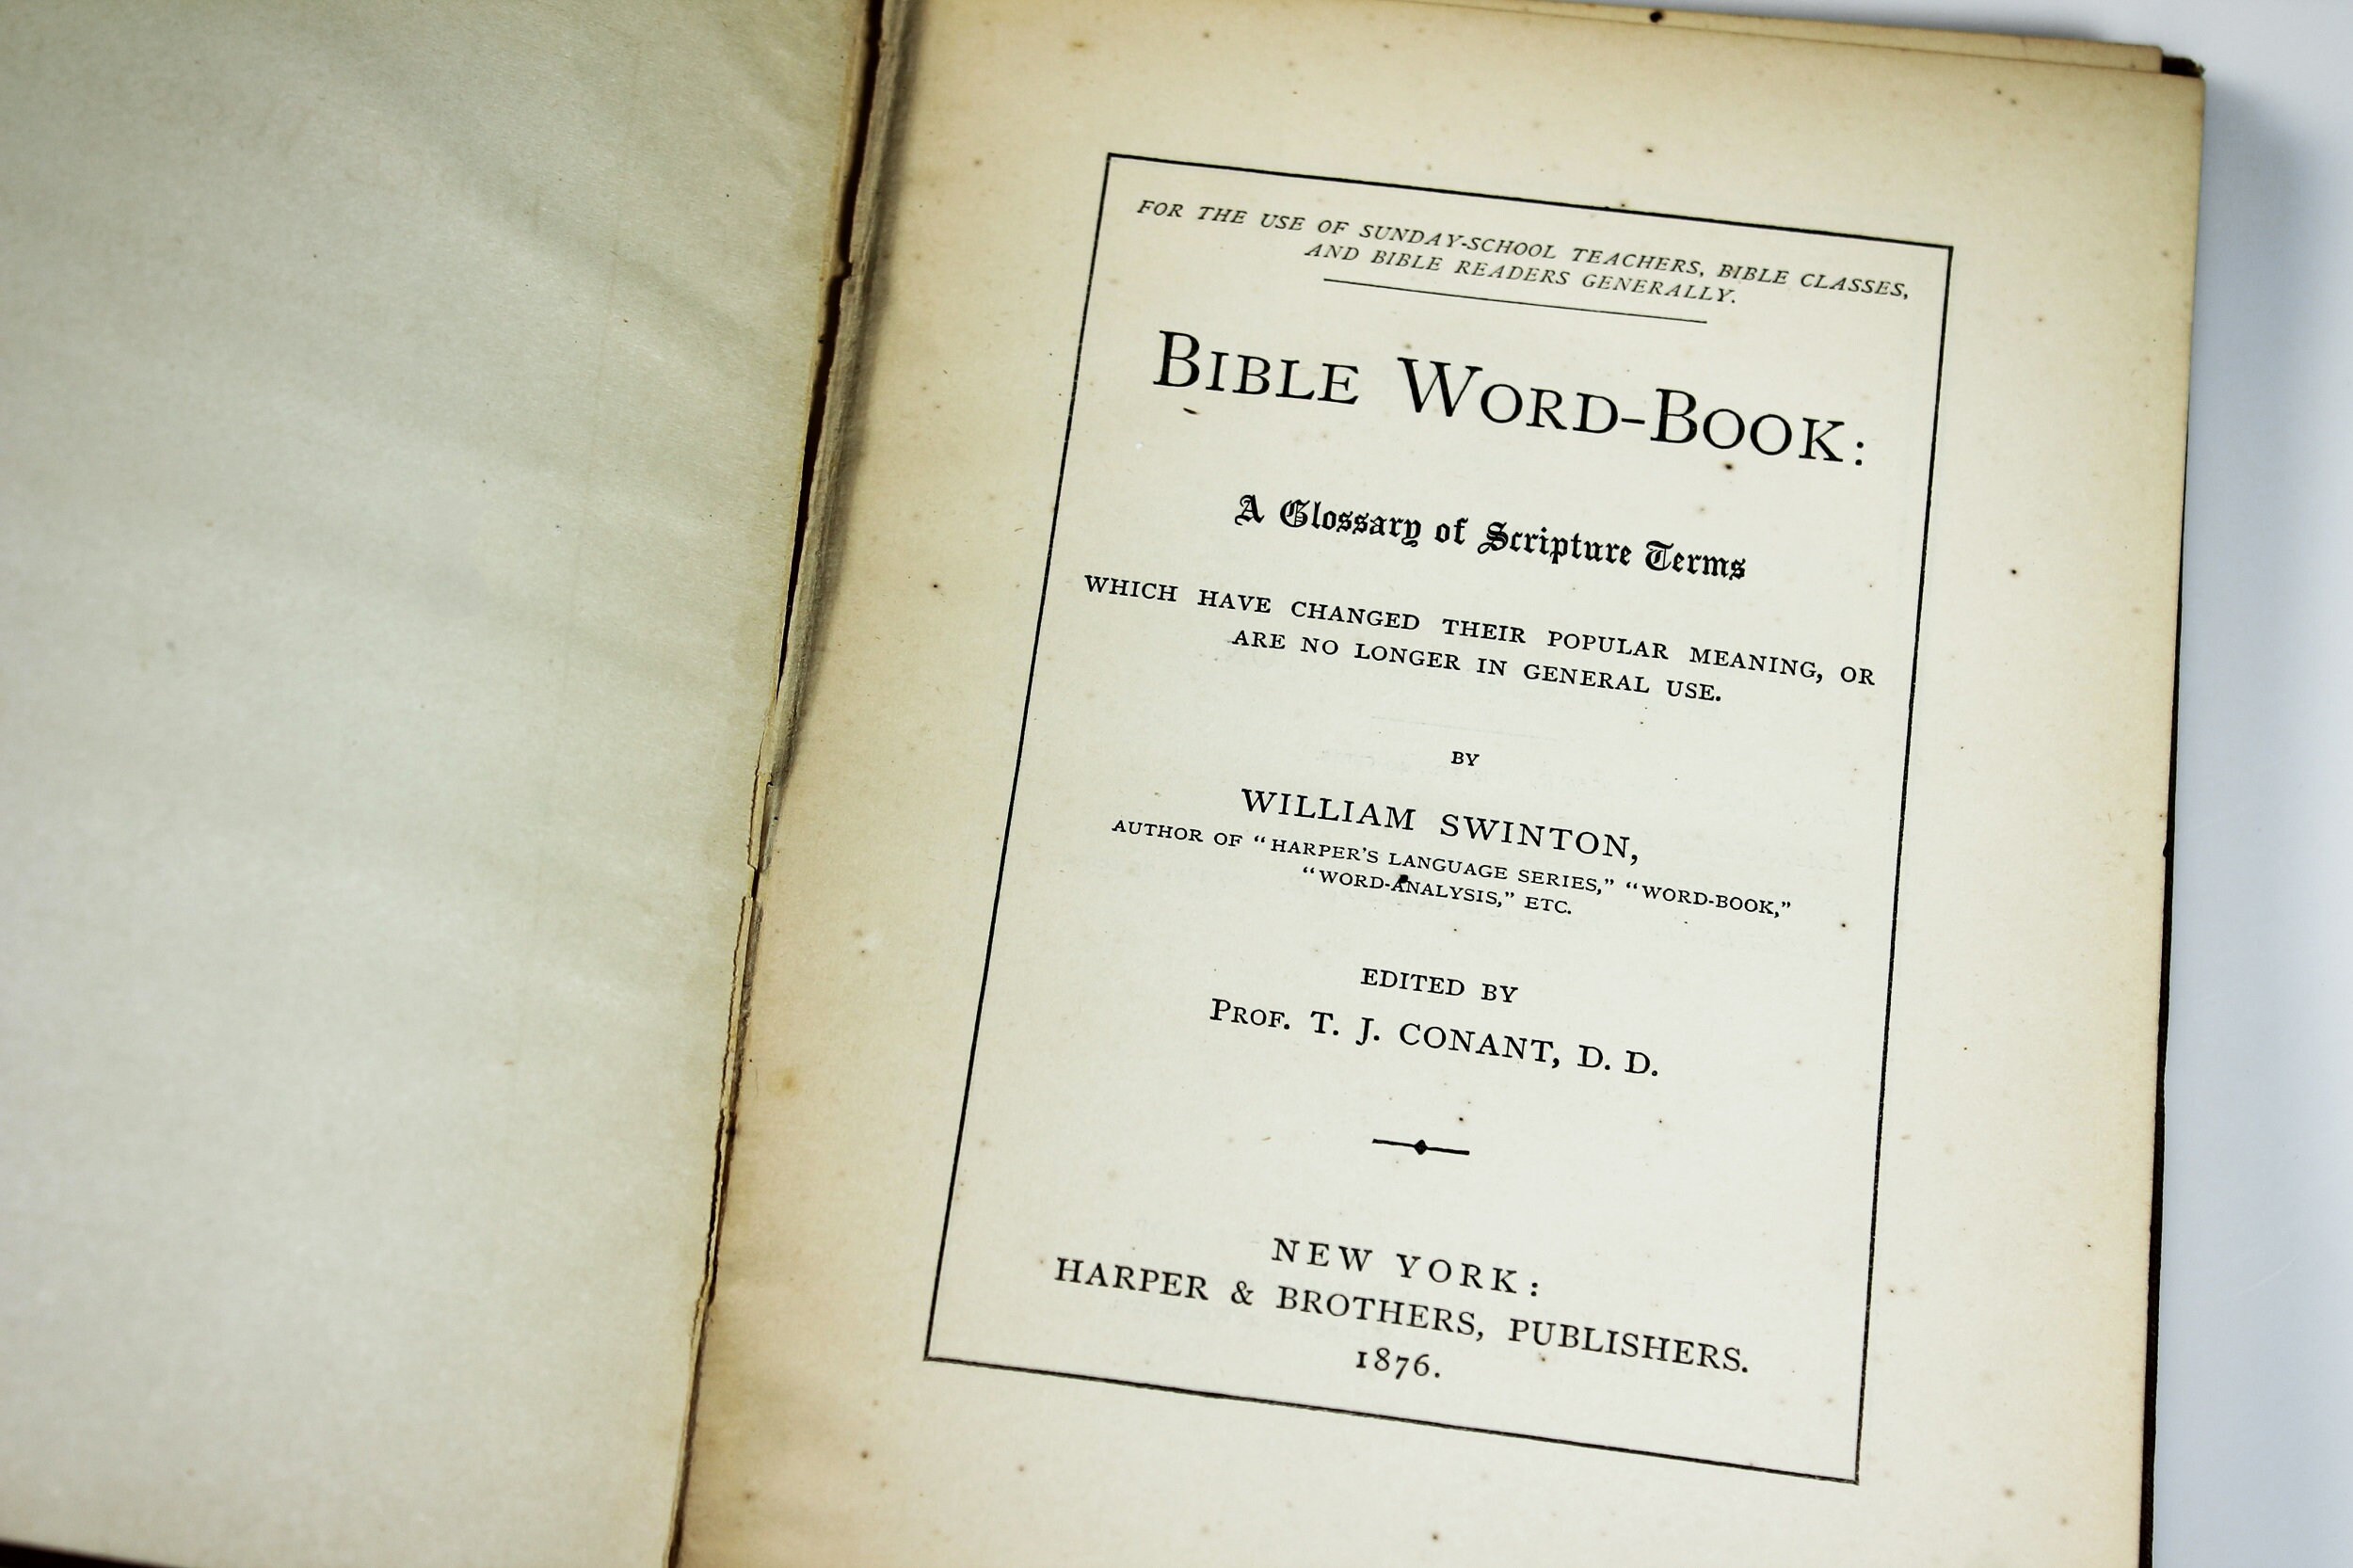 FOR THE USE OF SUNDAY-SCHOOL TEACHERS, BIBLE CLASSES,
AND BIBLE READERS GENERALLY.
BIBLE WORD-BOOK:
A Glossary of Scripture Terms
WHICH HAVE CHANGED THEIR POPULAR MEANING, OR
ARE NO LONGER IN GENERAL USE.
BY
WILLIAM SWINTON,
AUTHOR OF “HARPER'S LANGUAGE SERIES,” “WORD-BOOK,”
“WORD-ANALYSIS,” ETC.
EDITED BY
PROF. T. J. CONANT, D. D.
NEW YORK:
HARPER & BROTHERS, PUBLISHERS.
1876.